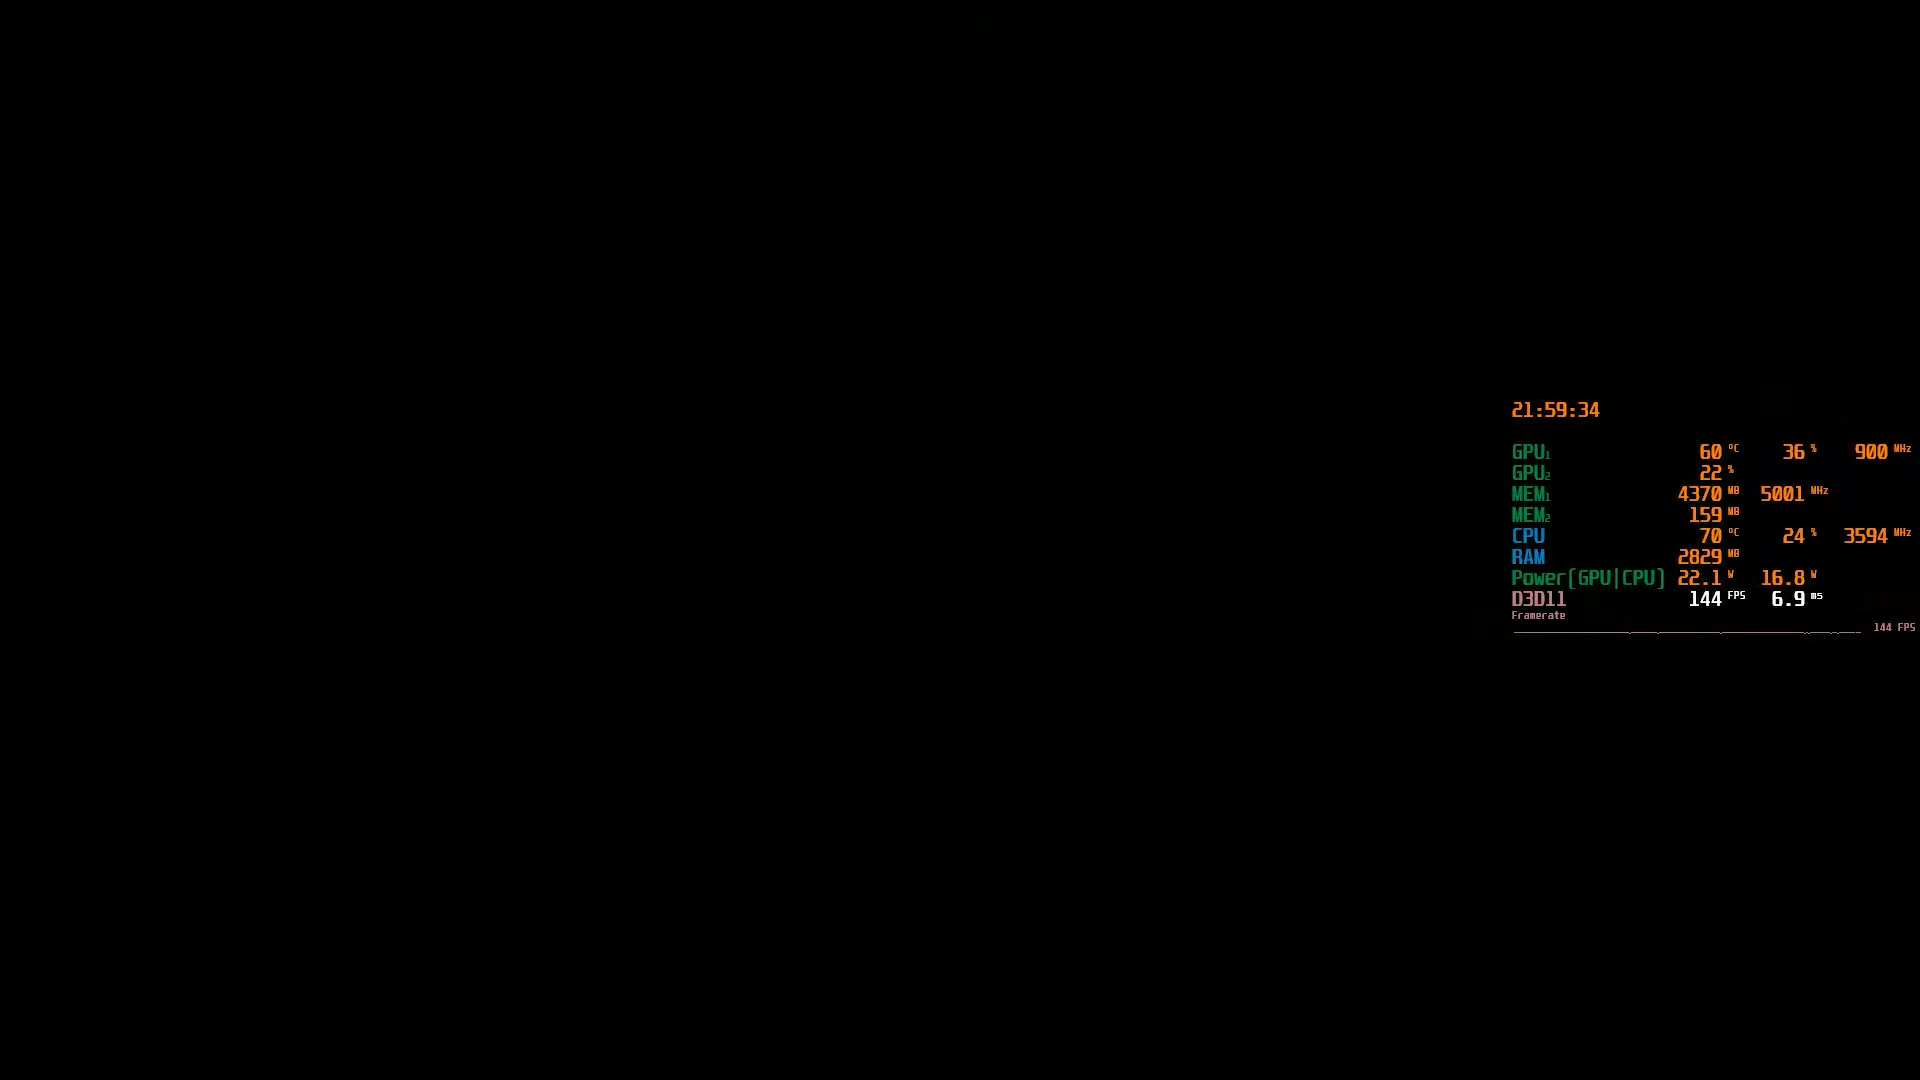 21:59:34
GPU1 60 °C 36 % 900 MHz
GPU2 22 %
MEM1 4370 MB 5001 MHz
MEM2 159 MB
CPU 70 °C 24 % 3594 MHz
RAM 2829 MB
Power[GPU|CPU] 22.1 W 16.8 W
D3D11 144 FPS 6.9 ms
Framerate
144 FPS